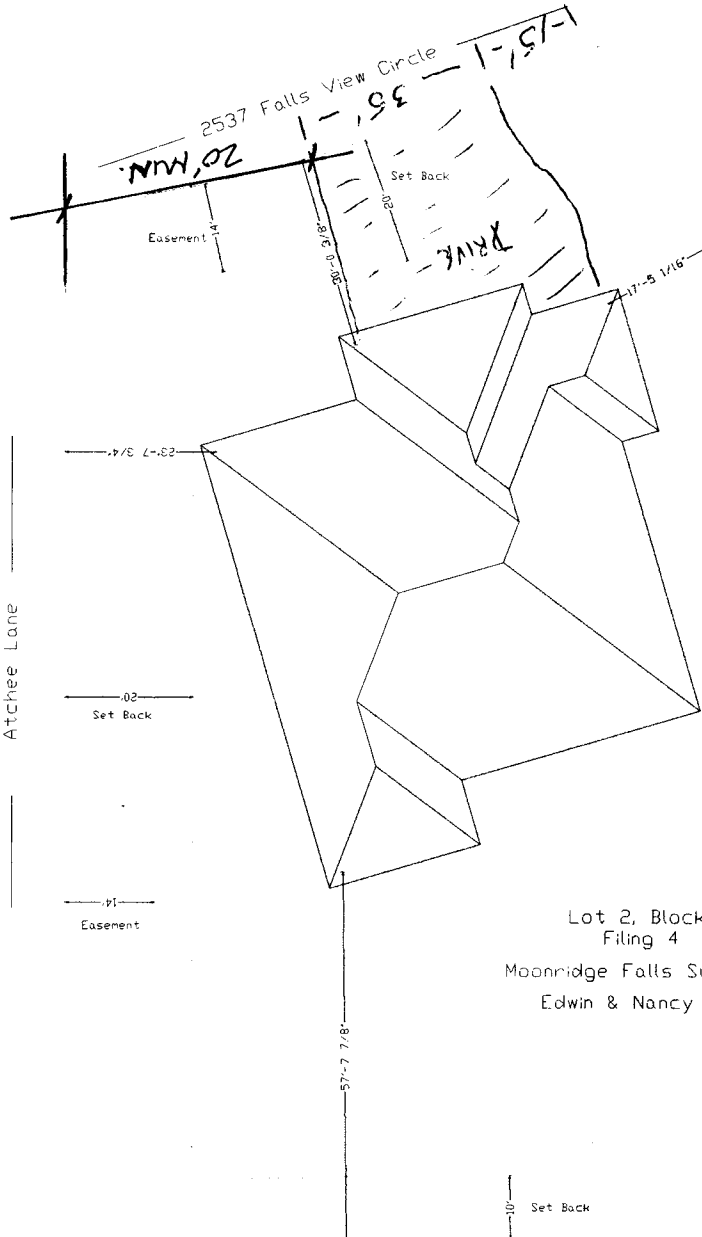 2537 Falls View Circle
20' MIN.
35'
15'
Set Back
20'
Easement
14'
30'-0 3/8"
DRIVE
17'-5 1/16"
23'-7 3/4"
Atchee Lane
20'
Set Back
14'
Easement
Lot 2, Block
Filing 4
Moonridge Falls
Edwin & Nancy
57'-7 7/8"
10'
Set Back